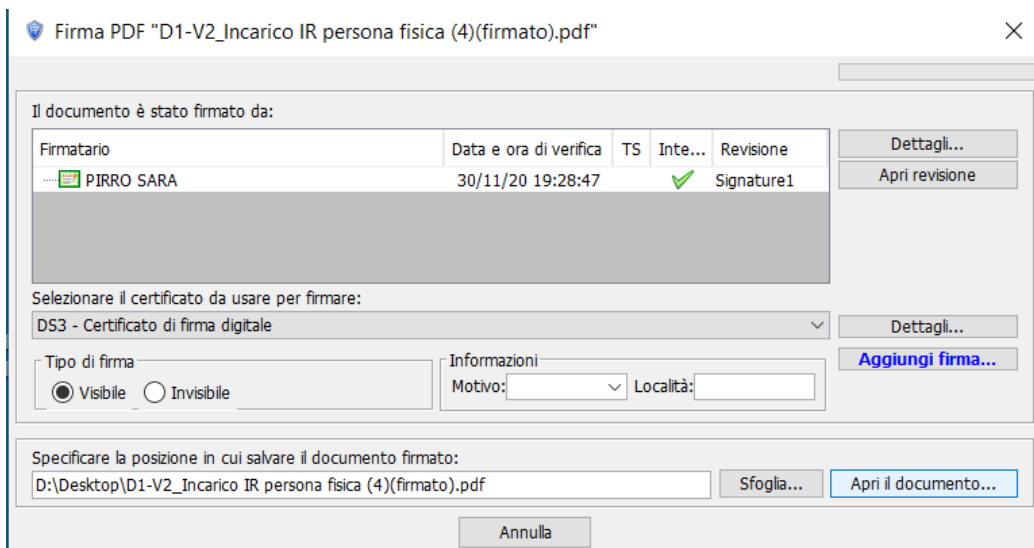 Firma PDF "D1-V2_Incarico IR persona fisica (4)(firmato).pdf"
Il documento è stato firmato da:
Firmatario Data e ora di verifica TS Inte... Revisione
Dettagli...
PIRRO SARA 30/11/20 19:28:47 Signature1
Apri revisione
Selezionare il certificato da usare per firmare:
DS3 - Certificato di firma digitale
Dettagli...
Tipo di firma
Visibile Invisibile
Informazioni
Motivo: Località:
Aggiungi firma...
Specificare la posizione in cui salvare il documento firmato:
D:\Desktop\D1-V2_Incarico IR persona fisica (4)(firmato).pdf
Sfoglia...
Apri il documento...
Annulla